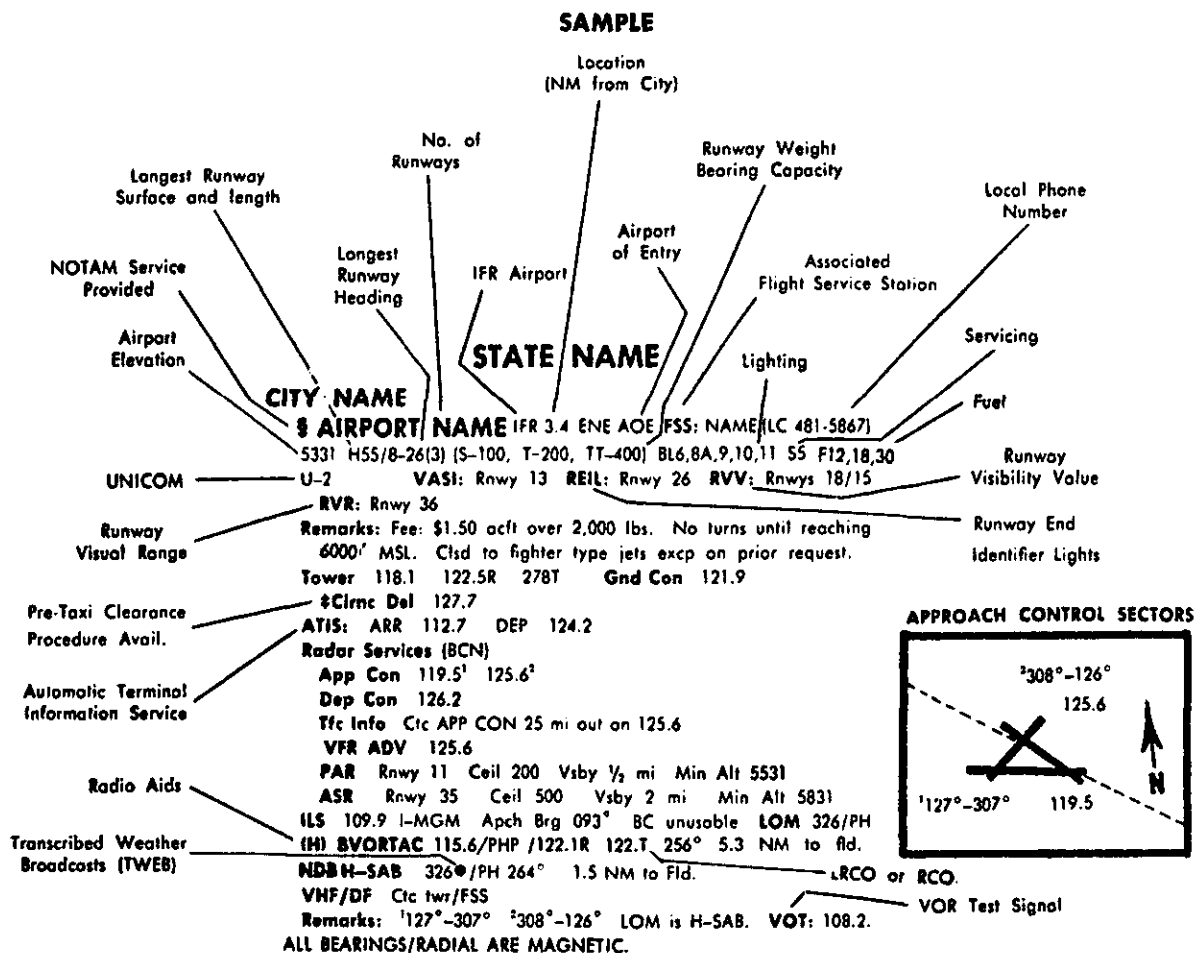 SAMPLE
Location
(NM from City)
No. of
Runways
Runway Weight
Bearing Capacity
Longest Runway
Surface and length
Local Phone
Number
Airport
of Entry
Longest
Runway
Heading
IFR Airport
Associated
Flight Service Station
NOTAM Service
Provided
Airport
Elevation
STATE NAME
Lighting
Servicing
Fuel
CITY NAME
§ AIRPORT NAME IFR 3.4 ENE AOE FSS: NAME (LC 481-5867)
5331 H55/8-26(3) (S-100, T-200, TT-400) BL6,8A,9,10,11 S5 F12,18,30
UNICOM
U-2 VASI: Rnwy 13 REIL: Rnwy 26 RVV: Rnwys 18/15
Runway
Visibility Value
RVR: Rnwy 36
Runway
Visual Range
Remarks: Fee: $1.50 acft over 2,000 lbs. No turns until reaching
6000' MSL. Clsd to fighter type jets excp on prior request.
Runway End
Identifier Lights
Tower 118.1 122.5R 278T Gnd Con 121.9
Pre-Taxi Clearance
Procedure Avail.
‡Clrnc Del 127.7
ATIS: ARR 112.7 DEP 124.2
Automatic Terminal
Information Service
Radar Services (BCN)
App Con 119.5¹ 125.6²
Dep Con 126.2
Tfc Info Ctc APP CON 25 mi out on 125.6
VFR ADV 125.6
PAR Rnwy 11 Ceil 200 Vsby ½ mi Min Alt 5531
ASR Rnwy 35 Ceil 500 Vsby 2 mi Min Alt 5831
ILS 109.9 I-MGM Apch Brg 093° BC unusable LOM 326/PH
Radio Aids
(H) BVORTAC 115.6/PHP /122.1R 122.T 256° 5.3 NM to fld.
Transcribed Weather
Broadcasts (TWEB)
NDB H-SAB 326●/PH 264° 1.5 NM to Fld.
LRCO or RCO.
VHF/DF Ctc twr/FSS
VOR Test Signal
Remarks: ¹127°-307° ²308°-126° LOM is H-SAB. VOT: 108.2.
ALL BEARINGS/RADIAL ARE MAGNETIC.
APPROACH CONTROL SECTORS
²308°-126°
125.6
N
¹127°-307° 119.5